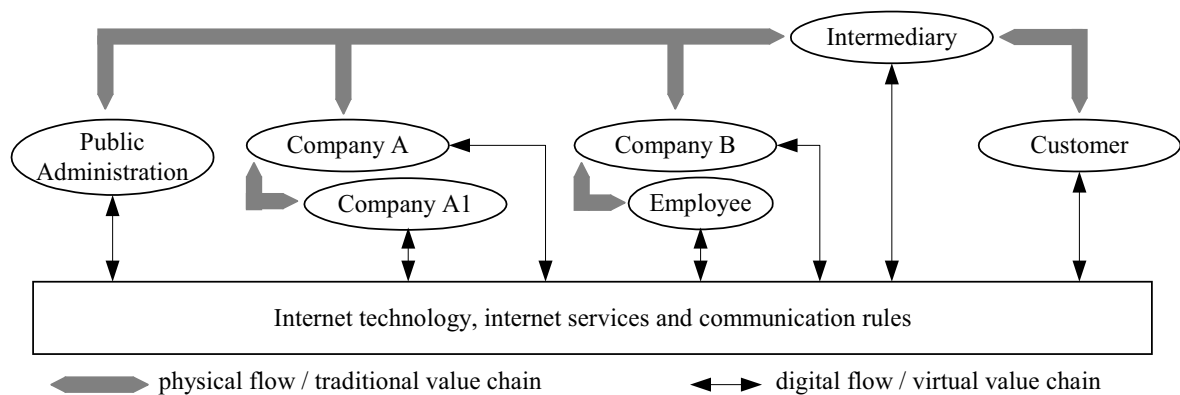 Intermediary
Public
Administration
Company A
Company B
Customer
Company A1
Employee
Internet technology, internet services and communication rules
physical flow / traditional value chain
digital flow / virtual value chain